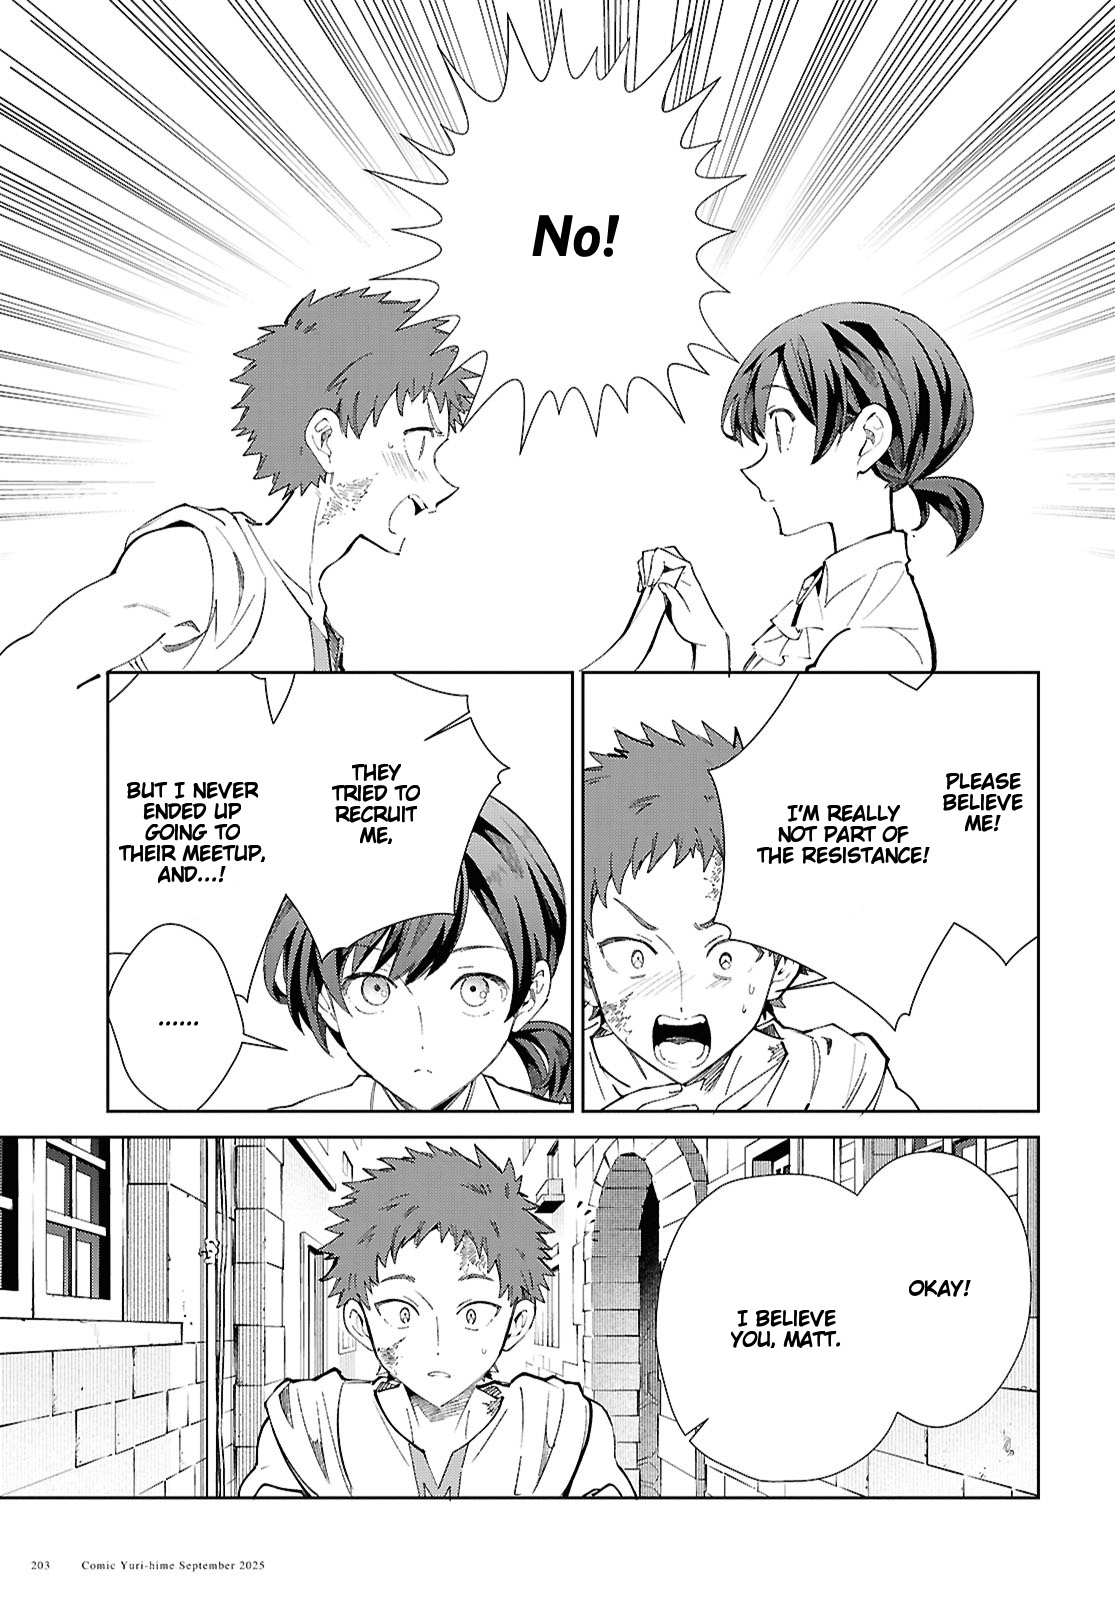 No!
PLEASE
BELIEVE
ME!
I'M REALLY
NOT PART OF
THE RESISTANCE!
THEY
TRIED TO
RECRUIT
ME,
BUT I NEVER
ENDED UP
GOING TO
THEIR MEETUP,
AND...!
......
OKAY!
I BELIEVE
YOU, MATT.
203 Comic Yuri-hime September 2025